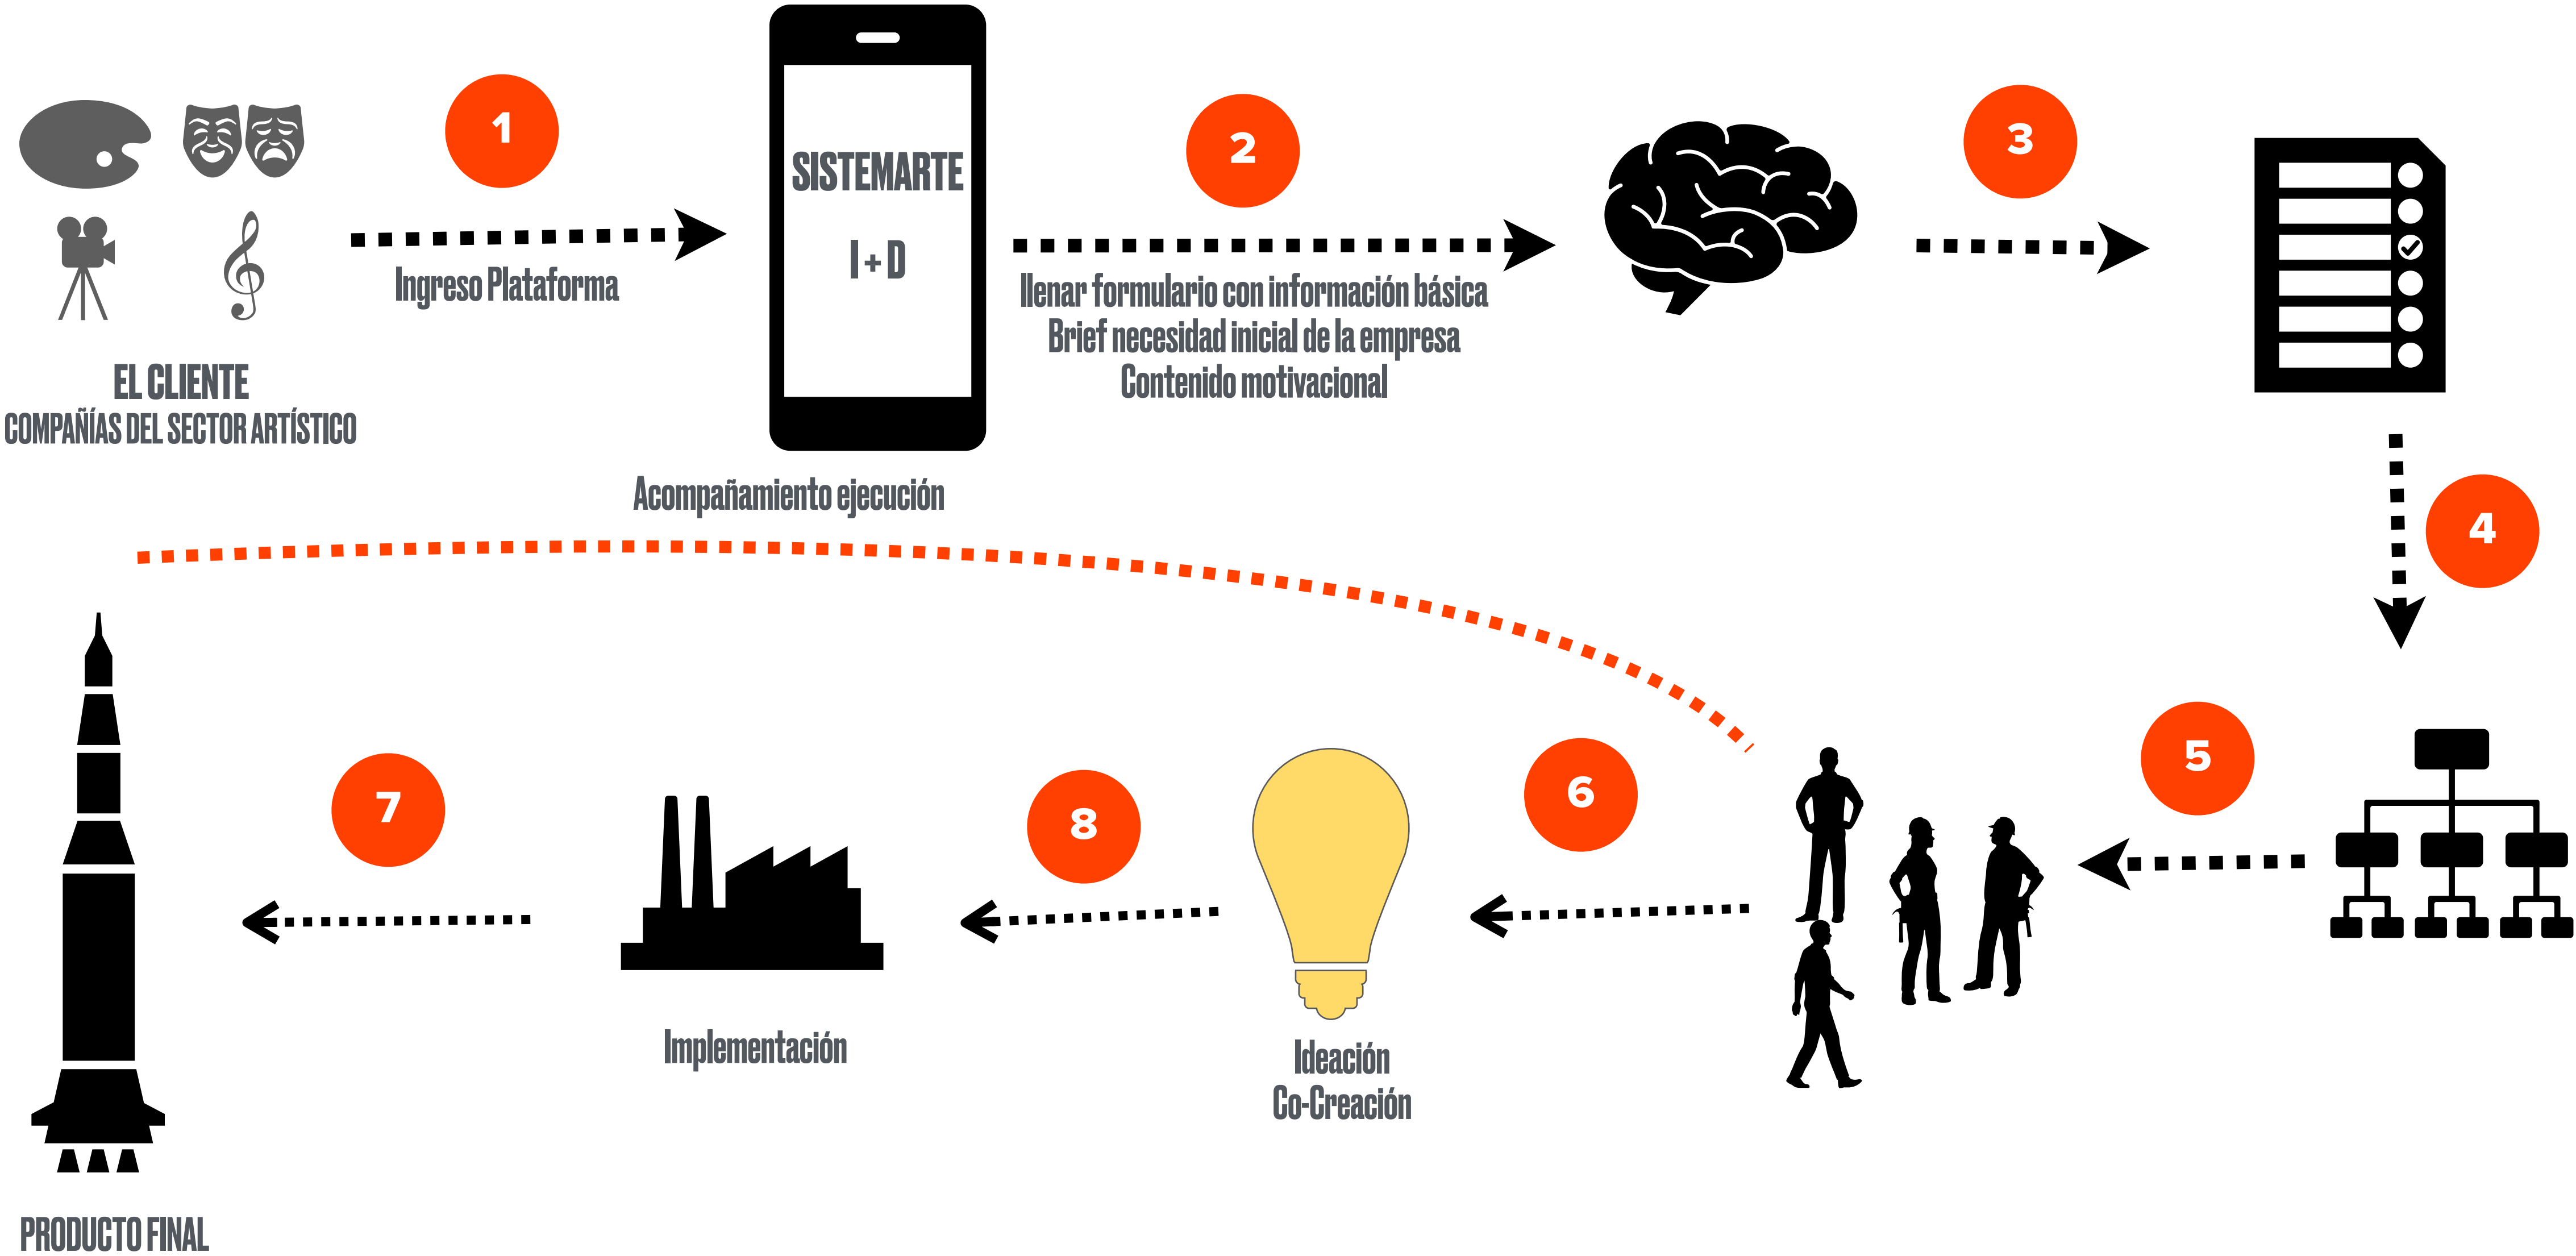 1
2
3
SISTEMARTE
I + D
Ingreso Plataforma
llenar formulario con información básica
Brief necesidad inicial de la empresa
Contenido motivacional
EL CLIENTE
COMPAÑÍAS DEL SECTOR ARTÍSTICO
Acompañamiento ejecución
4
5
6
8
7
Implementación
Ideación
Co-Creación
PRODUCTO FINAL